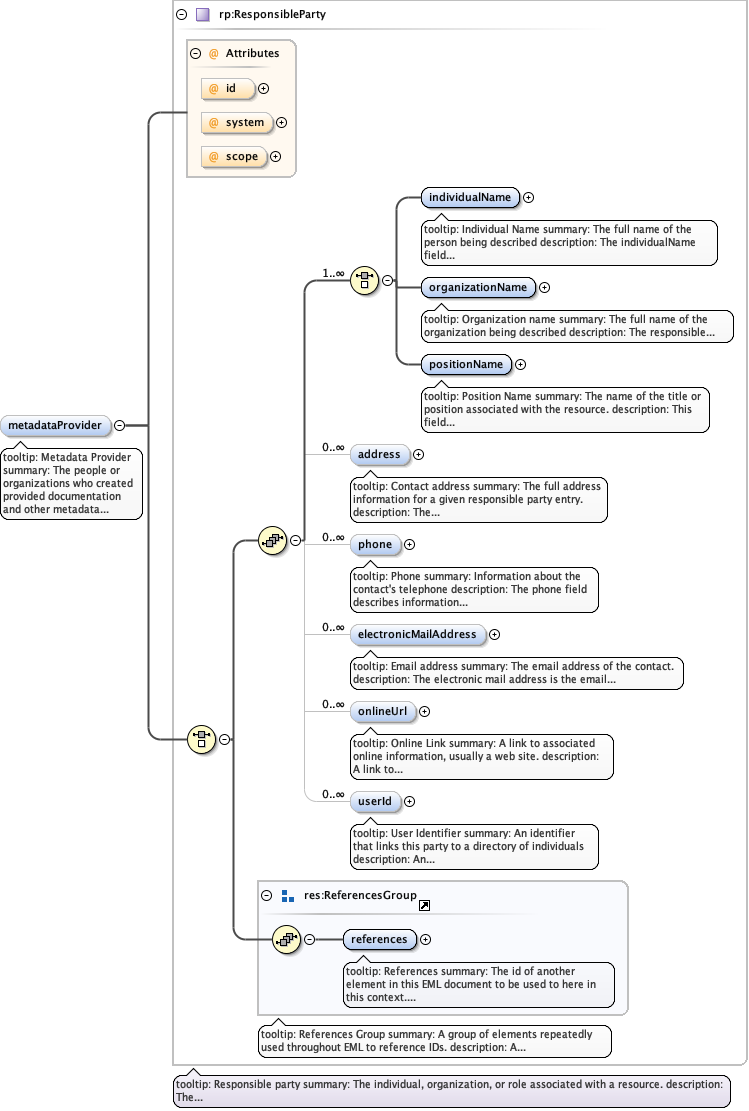 rp:ResponsibleParty
@ Attributes
@ id
@ system
@ scope
individualName
tooltip: Individual Name summary: The full name of the
person being described description: The individualName
field...
1..∞
organizationName
tooltip: Organization name summary: The full name of the
organization being described description: The responsible...
positionName
tooltip: Position Name summary: The name of the title or
position associated with the resource. description: This
field...
metadataProvider
tooltip: Metadata Provider
summary: The people or
organizations who created
provided documentation
and other metadata...
0..∞
address
tooltip: Contact address summary: The full address
information for a given responsible party entry.
description: The...
0..∞
phone
tooltip: Phone summary: Information about the
contact's telephone description: The phone field
describes information...
0..∞
electronicMailAddress
tooltip: Email address summary: The email address of the contact.
description: The electronic mail address is the email...
0..∞
onlineUrl
tooltip: Online Link summary: A link to associated
online information, usually a web site. description:
A link to...
0..∞
userId
tooltip: User Identifier summary: An identifier
that links this party to a directory of individuals
description: An...
res:ReferencesGroup
references
tooltip: References summary: The id of another
element in this EML document to be used to here in
this context....
tooltip: References Group summary: A group of elements repeatedly
used throughout EML to reference IDs. description: A...
tooltip: Responsible party summary: The individual, organization, or role associated with a resource. description:
The...